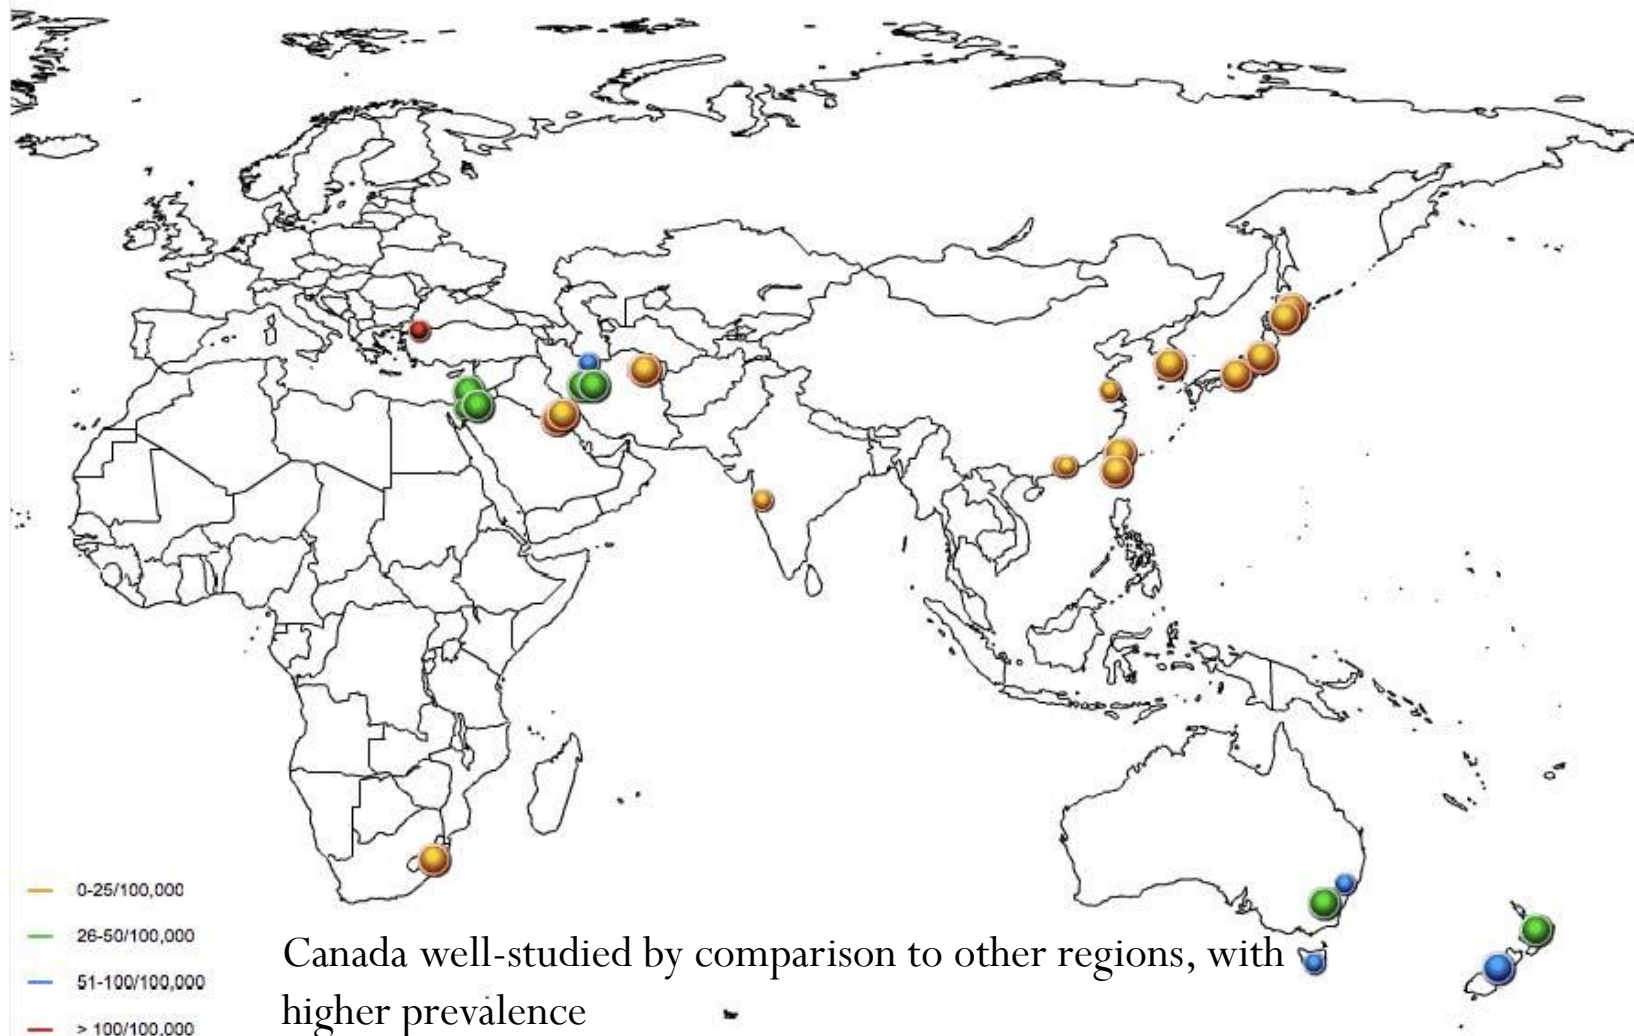 0-25/100,000
26-50/100,000
51-100/100,000
> 100/100,000
Canada well-studied by comparison to other regions, with
higher prevalence